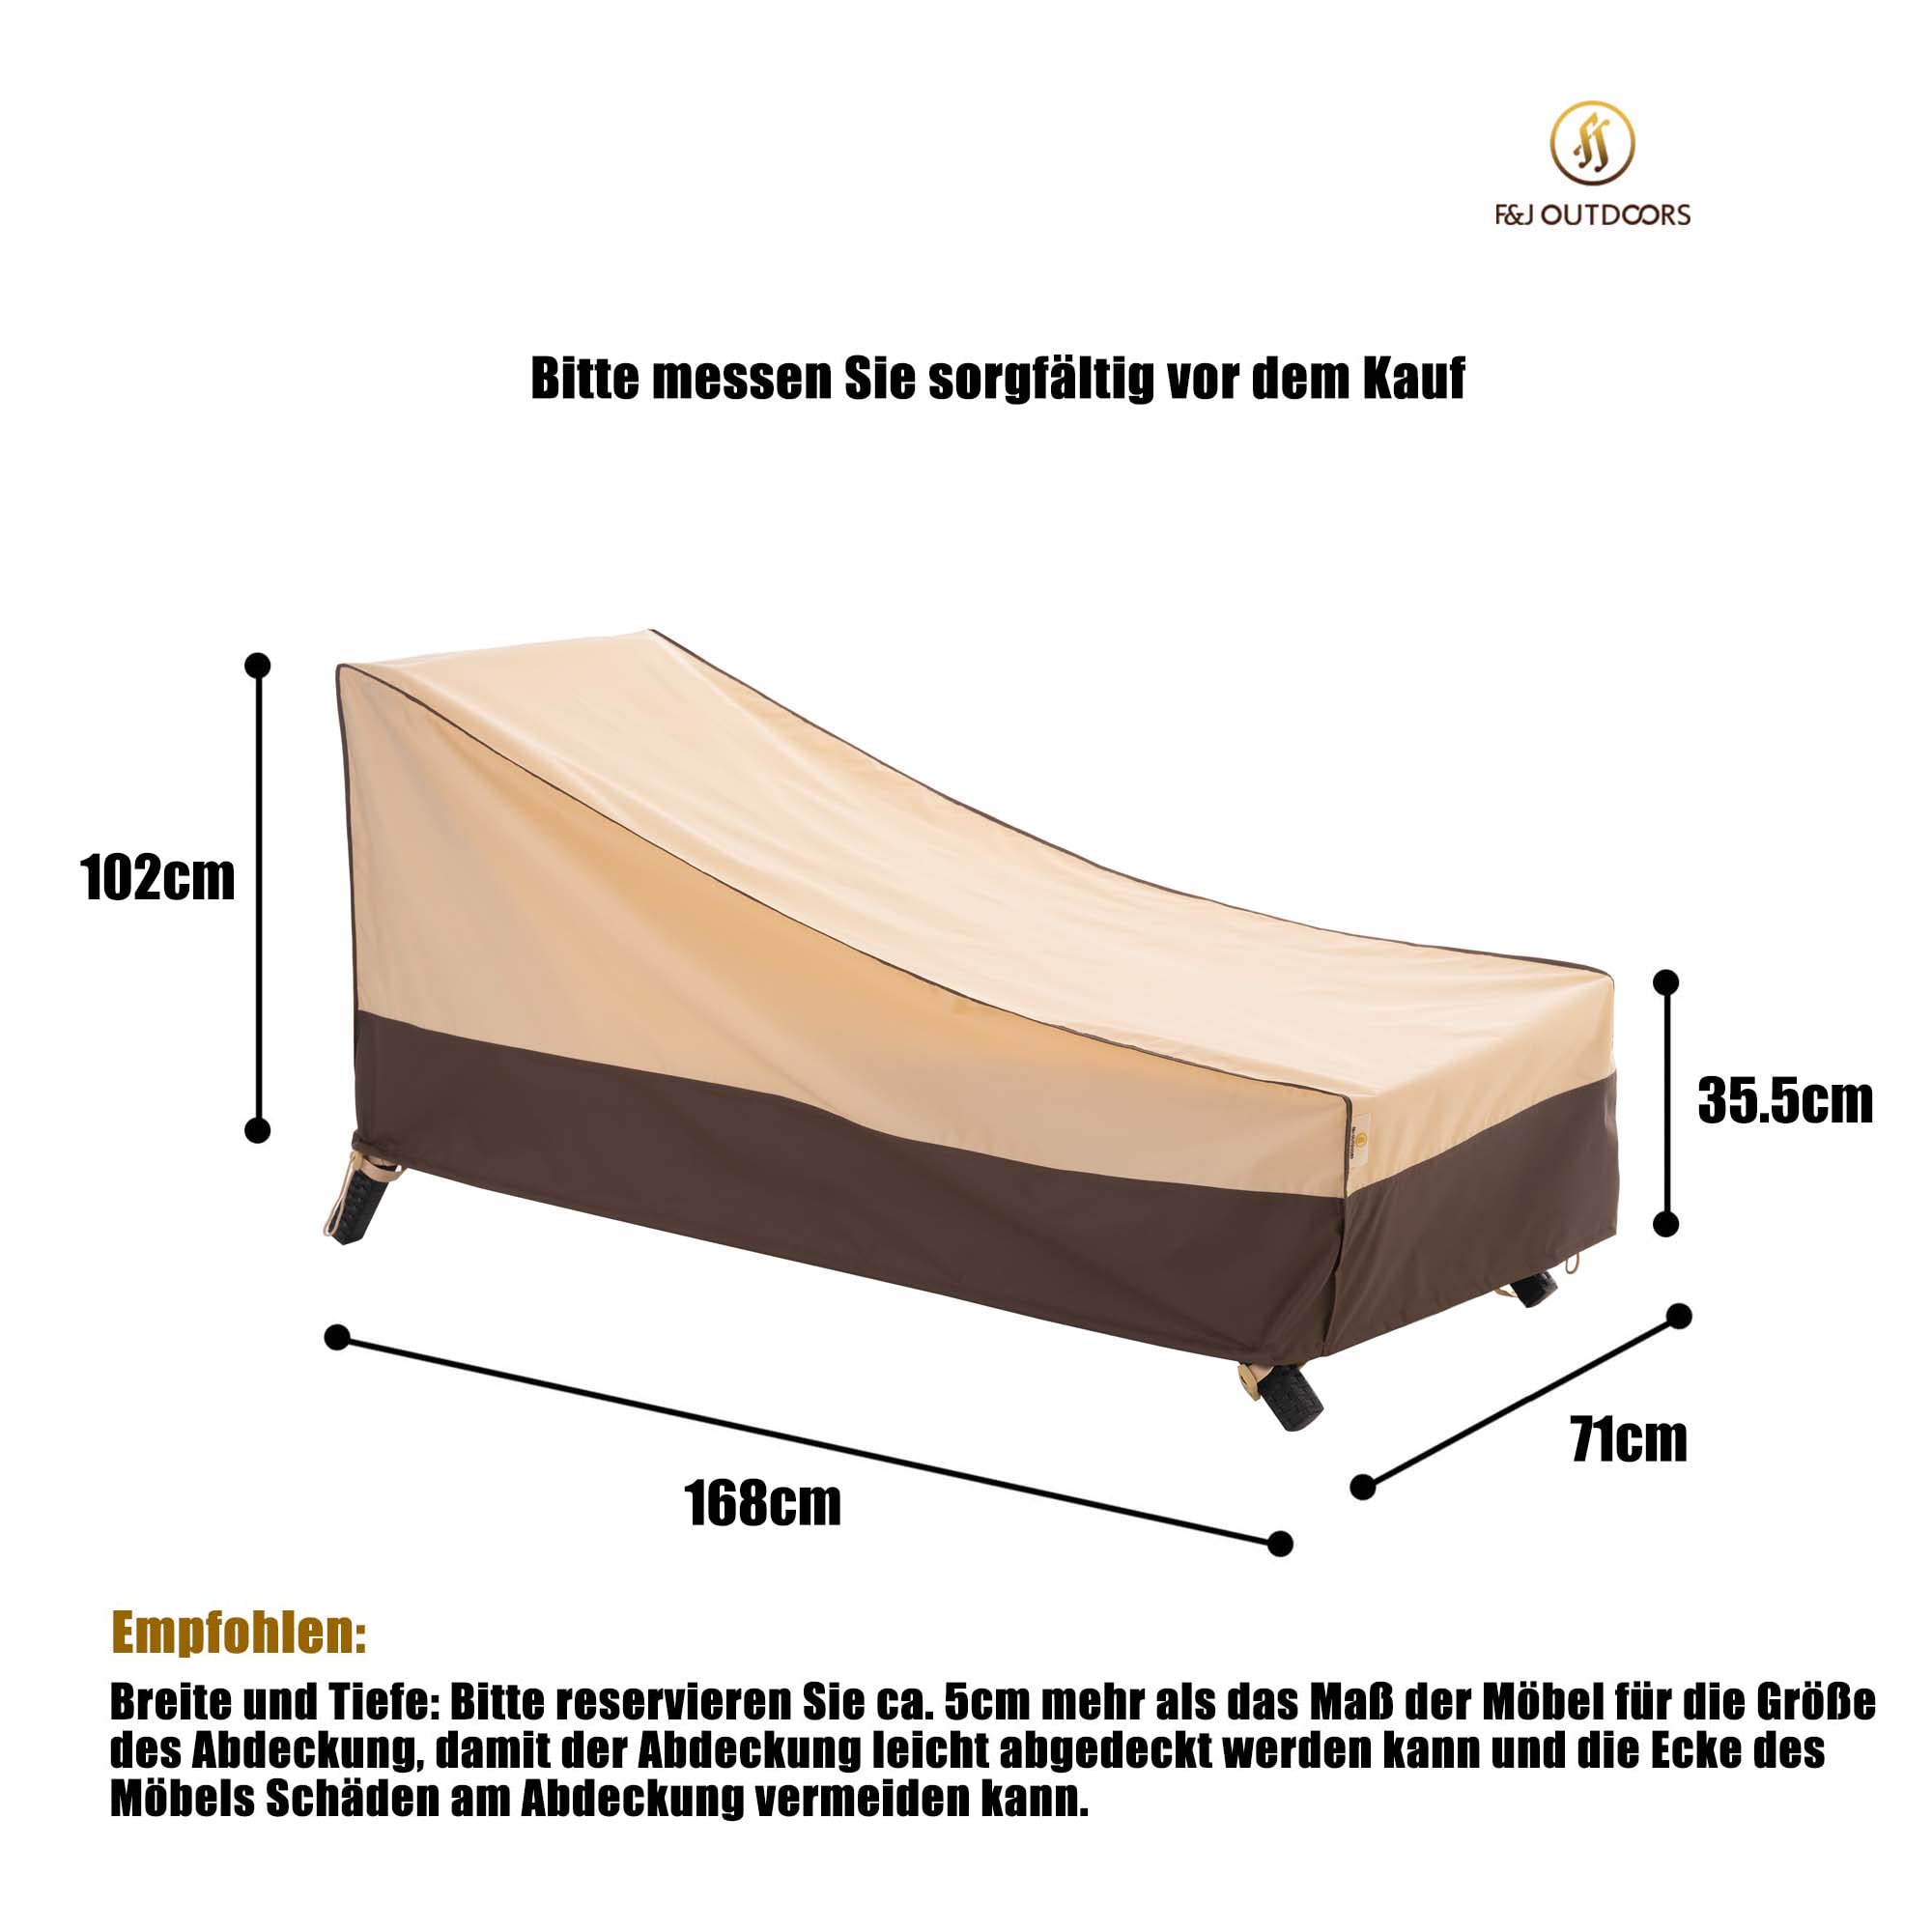 F&J OUTDOORS
Bitte messen Sie sorgfältig vor dem Kauf
102cm
35.5cm
71cm
168cm
Empfohlen:
Breite und Tiefe: Bitte reservieren Sie ca. 5cm mehr als das Maß der Möbel für die Größe
des Abdeckung, damit der Abdeckung leicht abgedeckt werden kann und die Ecke des
Möbels Schäden am Abdeckung vermeiden kann.